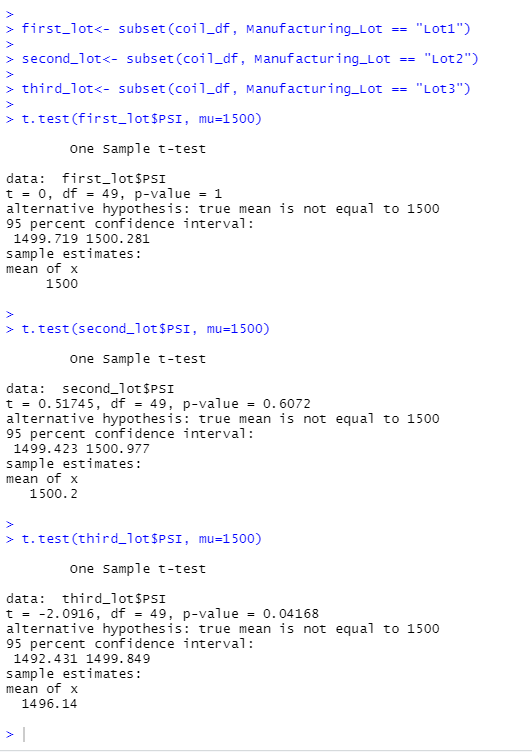 >
> first_lot<- subset(coil_df, Manufacturing_Lot == "Lot1")
>
> second_lot<- subset(coil_df, Manufacturing_Lot == "Lot2")
>
> third_lot<- subset(coil_df, Manufacturing_Lot == "Lot3")
>
> t.test(first_lot$PSI, mu=1500)

        One Sample t-test

data:  first_lot$PSI
t = 0, df = 49, p-value = 1
alternative hypothesis: true mean is not equal to 1500
95 percent confidence interval:
 1499.719 1500.281
sample estimates:
mean of x
     1500

>
> t.test(second_lot$PSI, mu=1500)

        One Sample t-test

data:  second_lot$PSI
t = 0.51745, df = 49, p-value = 0.6072
alternative hypothesis: true mean is not equal to 1500
95 percent confidence interval:
 1499.423 1500.977
sample estimates:
mean of x
   1500.2

>
> t.test(third_lot$PSI, mu=1500)

        One Sample t-test

data:  third_lot$PSI
t = -2.0916, df = 49, p-value = 0.04168
alternative hypothesis: true mean is not equal to 1500
95 percent confidence interval:
 1492.431 1499.849
sample estimates:
mean of x
  1496.14

>